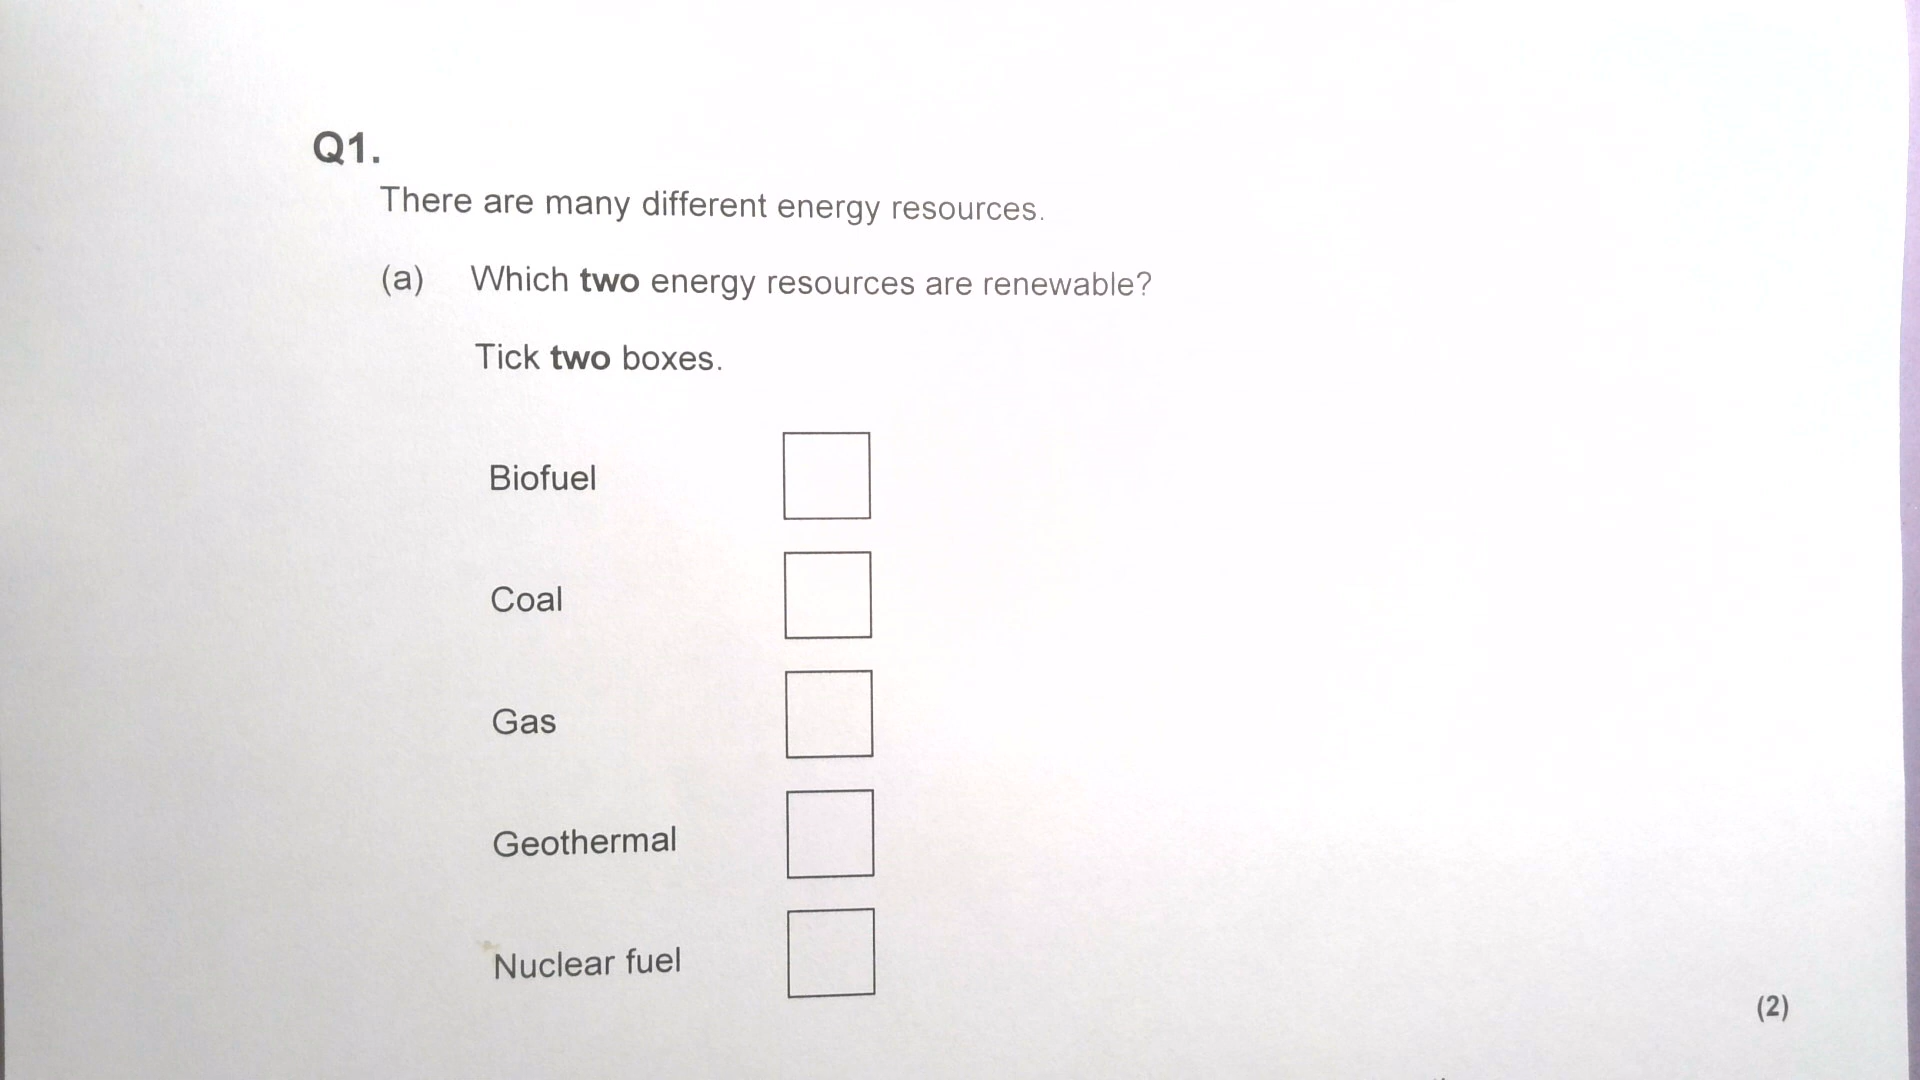 Q1.
There are many different energy resources.
(a) Which two energy resources are renewable?
Tick two boxes.
Biofuel
Coal
Gas
Geothermal
Nuclear fuel
(2)